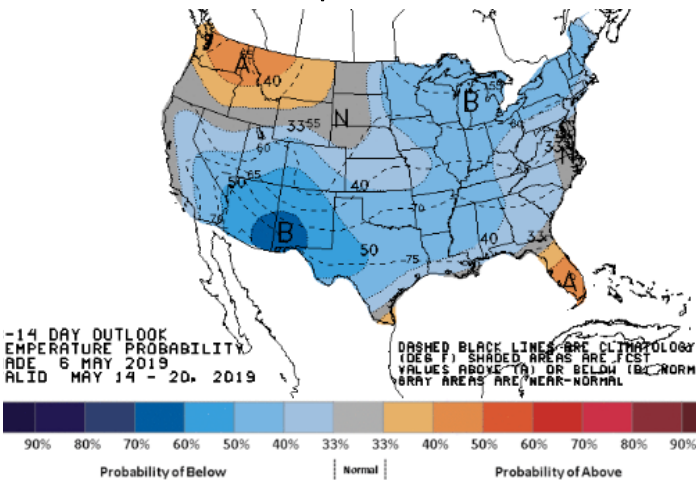 A
40
N
B
55
3355
60
33
N
50
65
40
70
70
B
50
75
40
33
A
-14 DAY OUTLOOK
EMPERATURE PROBABILITY
ADE 6 MAY 2019
ALID MAY 14 - 20, 2019
DASHED BLACK LINES ARE CLIMATOLOGY
(DEG F) SHADED AREAS ARE FCST
VALUES ABOVE (A) OR BELOW (B) NORM
GRAY AREAS ARE NEAR-NORMAL
90% 80% 70% 60% 50% 40% 33% 33% 40% 50% 60% 70% 80% 90%
Probability of Below Normal Probability of Above